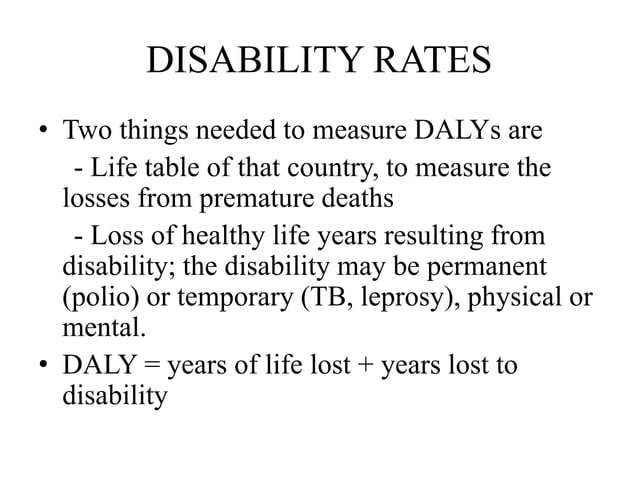 DISABILITY RATES
• Two things needed to measure DALYs are
- Life table of that country, to measure the
losses from premature deaths
- Loss of healthy life years resulting from
disability; the disability may be permanent
(polio) or temporary (TB, leprosy), physical or
mental.
• DALY = years of life lost + years lost to
disability